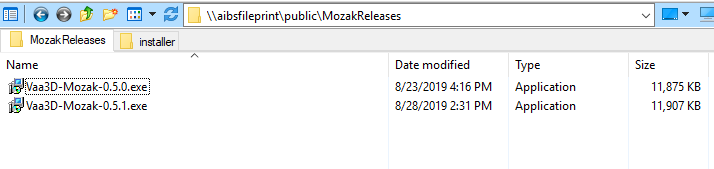 \\aibsfileprint\public\MozakReleases
MozakReleases installer
Name Date modified Type Size
Vaa3D-Mozak-0.5.0.exe 8/23/2019 4:16 PM Application 11,875 KB
Vaa3D-Mozak-0.5.1.exe 8/28/2019 2:31 PM Application 11,907 KB